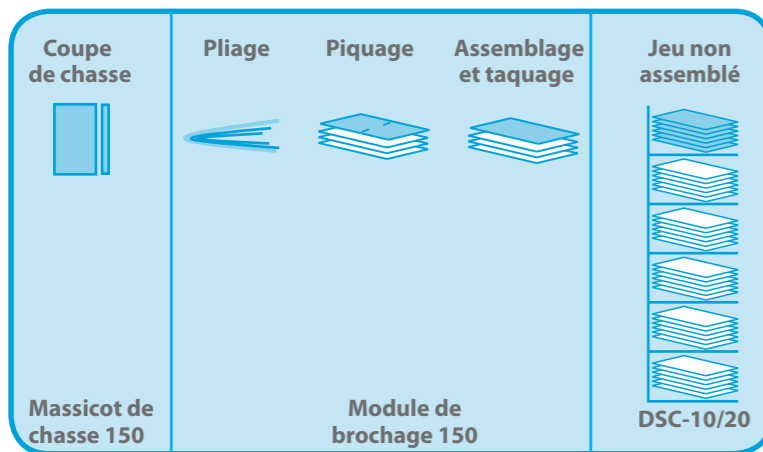 Coupe
de chasse
Pliage
Piquage
Assemblage
et taquage
Jeu non
assemblé
Massicot de
chasse 150
Module de
brochage 150
DSC-10/20